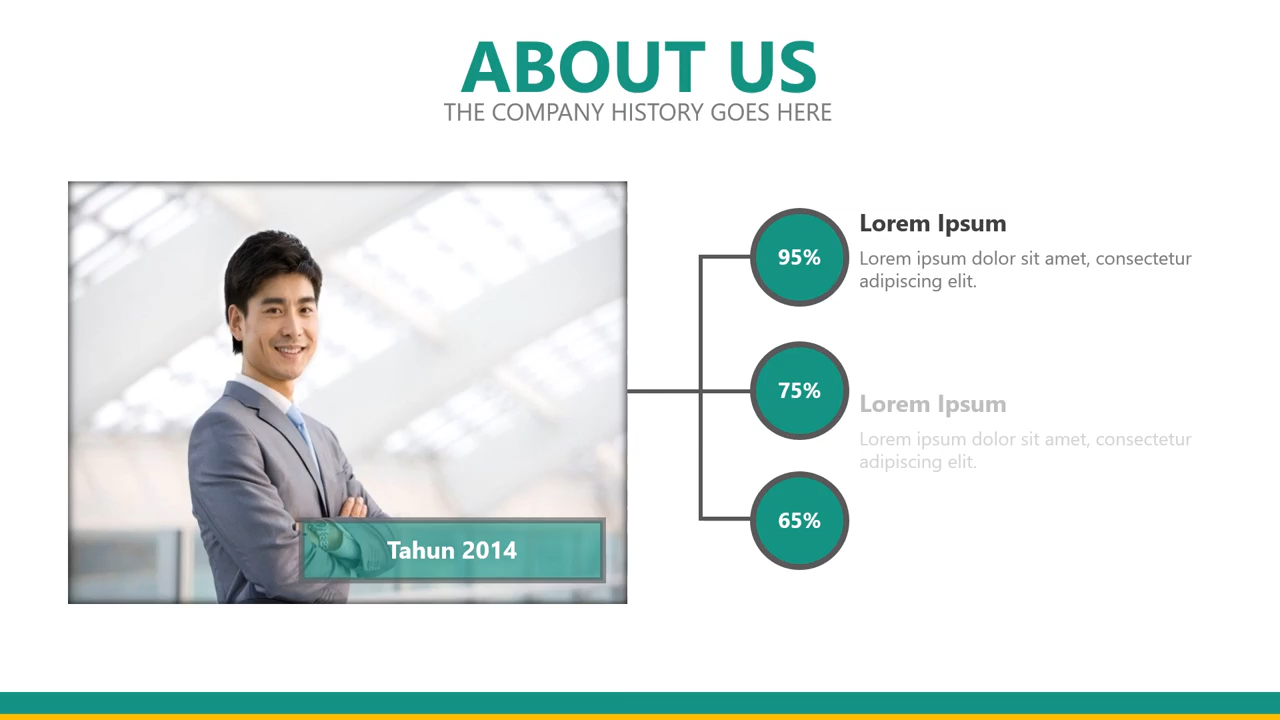 ABOUT US
THE COMPANY HISTORY GOES HERE
95%
Lorem Ipsum
Lorem ipsum dolor sit amet, consectetur
adipiscing elit.
75%
Lorem Ipsum
Lorem ipsum dolor sit amet, consectetur
adipiscing elit.
65%
Tahun 2014